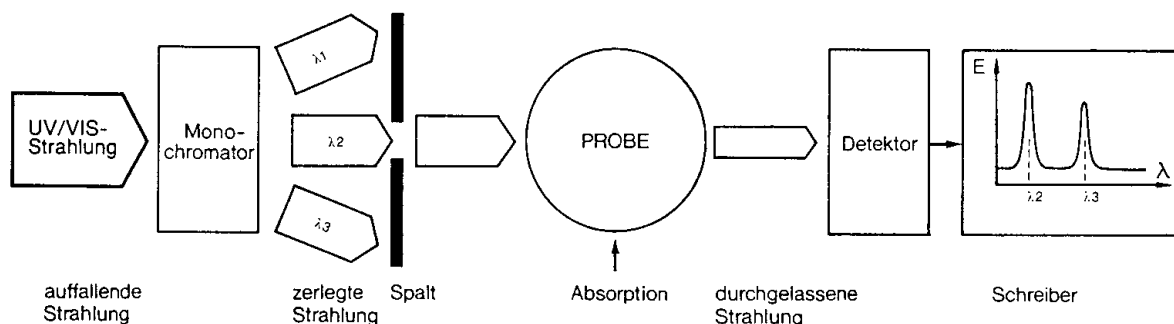 UV/VIS-
Strahlung
Mono-
chromator
λ1
λ2
λ3
PROBE
Detektor
E
λ
λ2 λ3
auffallende
Strahlung
zerlegte
Strahlung
Spalt
Absorption
durchgelassene
Strahlung
Schreiber